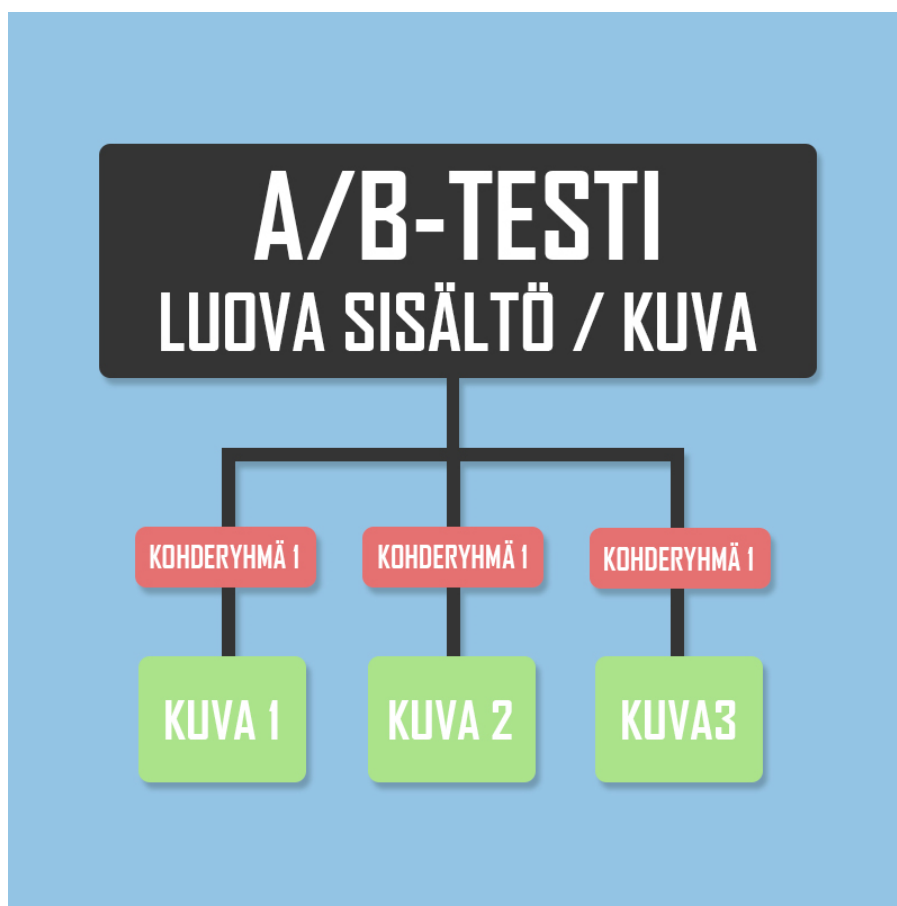 A/B-TESTI
LUOVA SISÄLTÖ / KUVA
KOHDERYHMÄ 1
KOHDERYHMÄ 1
KOHDERYHMÄ 1
KUVA 1
KUVA 2
KUVA3